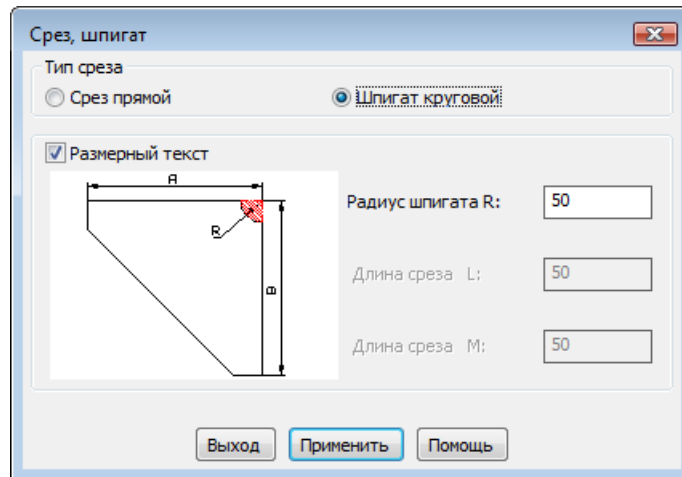 Срез, шпигат
Тип среза
Срез прямой Шпигат круговой
Размерный текст
A
R
B
Радиус шпигата R: 50
Длина среза L: 50
Длина среза M: 50
Выход Применить Помощь